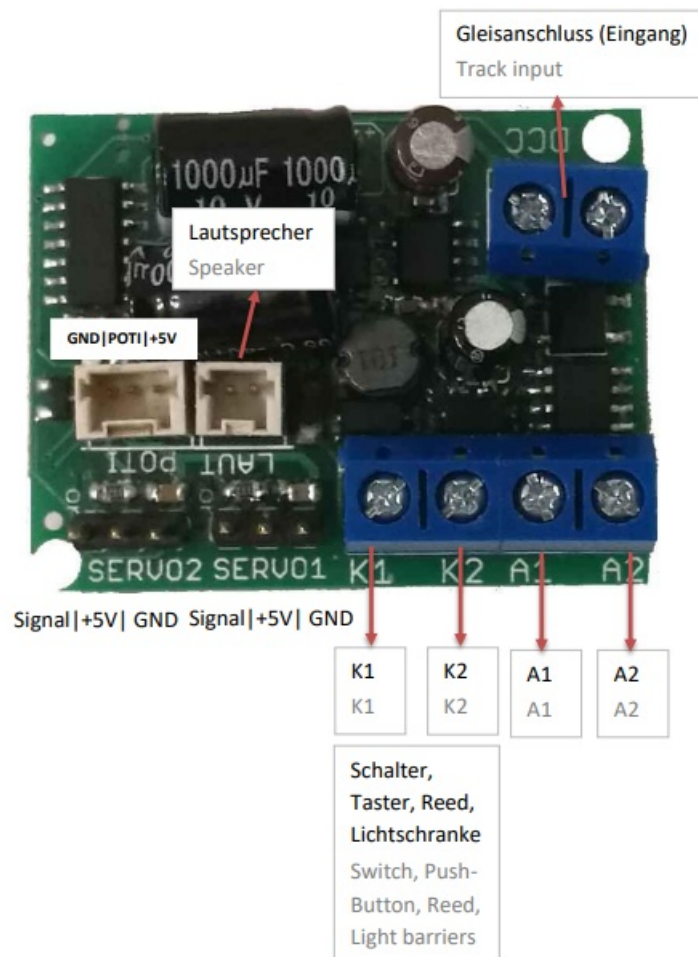 Gleisanschluss (Eingang)
Track input
DCC
1000µF 1000
10 V 10
Lautsprecher
Speaker
GND|POTI|+5V
POTI LAUT
SERVO2 SERVO1 K1 K2 A1 A2
Signal|+5V| GND Signal|+5V| GND
K1
K1
K2
K2
A1
A1
A2
A2
Schalter,
Taster, Reed,
Lichtschranke
Switch, Push-
Button, Reed,
Light barriers